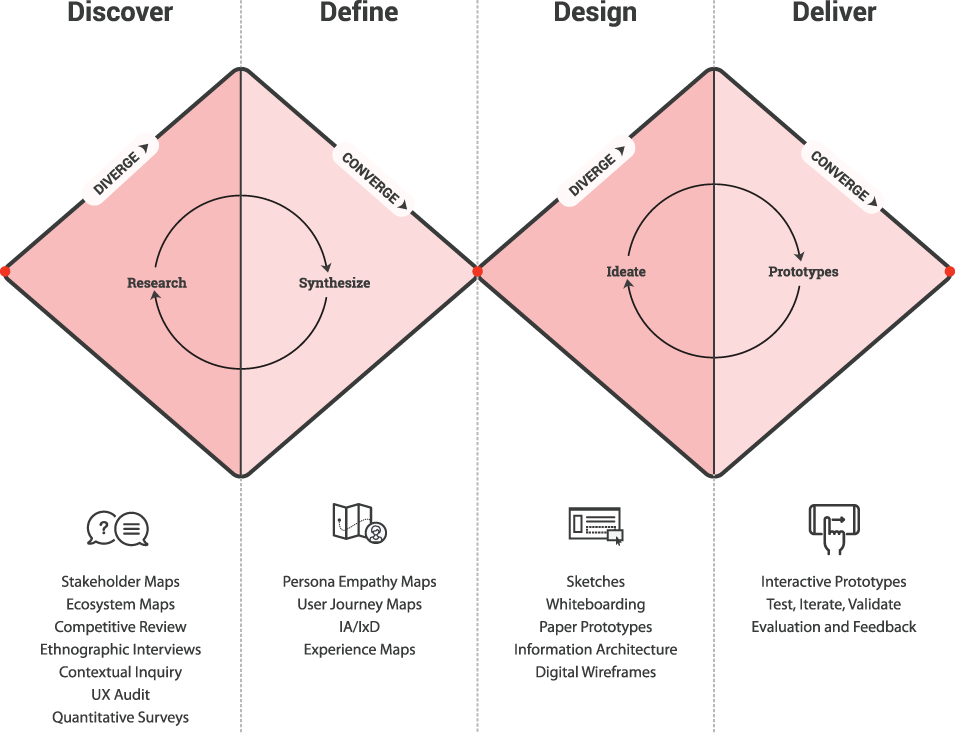 Discover
Define
Design
Deliver
DIVERGE
CONVERGE
DIVERGE
CONVERGE
Research
Synthesize
Ideate
Prototypes
?
Stakeholder Maps
Ecosystem Maps
Competitive Review
Ethnographic Interviews
Contextual Inquiry
UX Audit
Quantitative Surveys
Persona Empathy Maps
User Journey Maps
IA/IxD
Experience Maps
Sketches
Whiteboarding
Paper Prototypes
Information Architecture
Digital Wireframes
Interactive Prototypes
Test, Iterate, Validate
Evaluation and Feedback